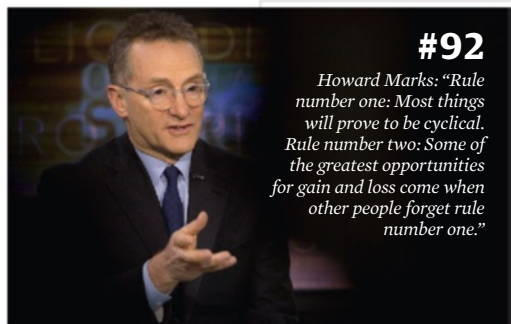 #92
Howard Marks: “Rule
number one: Most things
will prove to be cyclical.
Rule number two: Some of
the greatest opportunities
for gain and loss come when
other people forget rule
number one.”